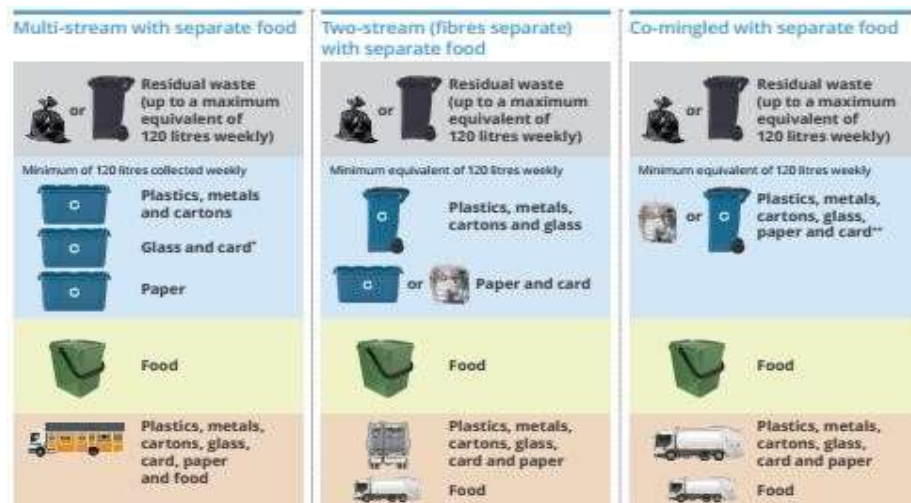 Multi-stream with separate food
or
Residual waste
(up to a maximum
equivalent of
120 litres weekly)
Minimum of 120 litres collected weekly
Plastics, metals
and cartons
Glass and card*
Paper
Food
Plastics, metals,
cartons, glass,
card, paper
and food
Two-stream (fibres separate)
with separate food
or
Residual waste
(up to a maximum
equivalent of
120 litres weekly)
Minimum equivalent of 120 litres weekly
Plastics, metals,
cartons and glass
or
Paper and card
Food
Plastics, metals,
cartons, glass,
card and paper
Food
Co-mingled with separate food
or
Residual waste
(up to a maximum
equivalent of
120 litres weekly)
Minimum equivalent of 120 litres weekly
or
Plastics, metals,
cartons, glass,
paper and card**
Food
Plastics, metals,
cartons, glass,
card and paper
Food